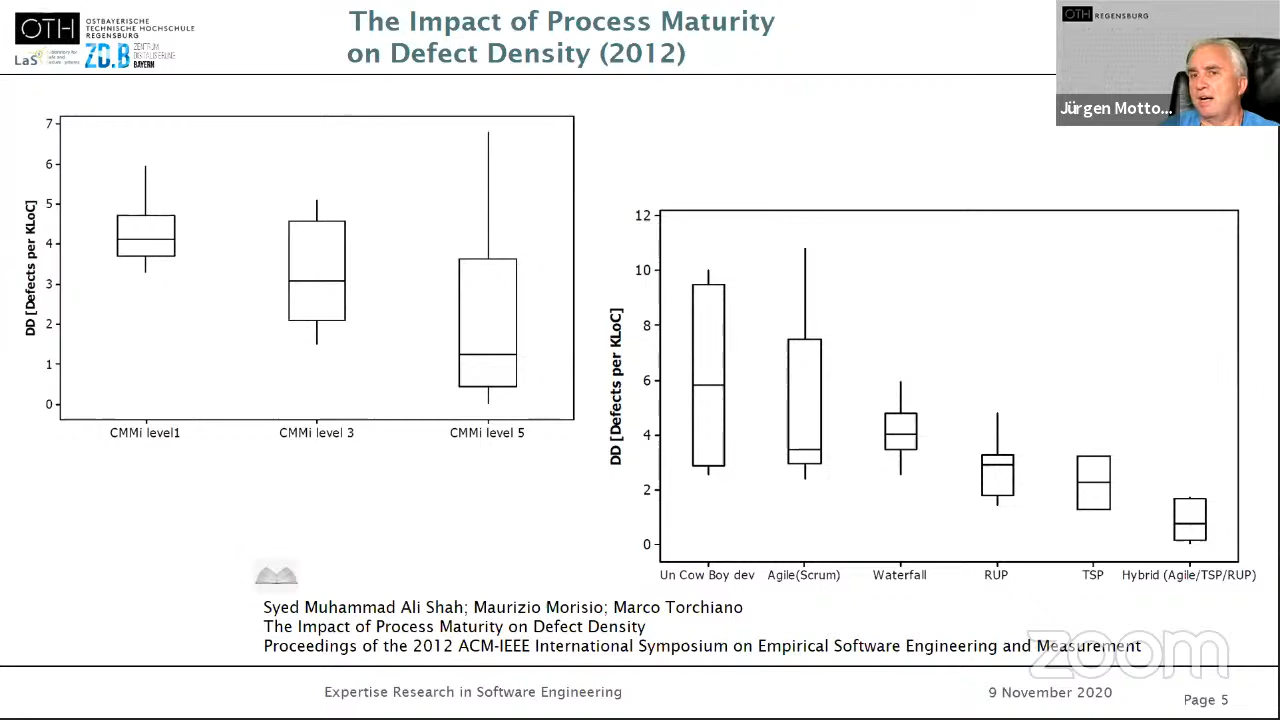 OTH
OSTBAYERISCHE
TECHNISCHE HOCHSCHULE
REGENSBURG
LaS³
ZD.B
ZENTRUM
DIGITALISIERUNG
BAYERN
The Impact of Process Maturity
on Defect Density (2012)
OTH REGENSBURG
Jürgen Motto...
DD [Defects per KLoC]
7
6
5
4
3
2
1
0
CMMi level1 CMMi level 3 CMMi level 5
DD [Defects per KLoC]
12
10
8
6
4
2
0
Un Cow Boy dev Agile(Scrum) Waterfall RUP TSP Hybrid (Agile/TSP/RUP)
Syed Muhammad Ali Shah; Maurizio Morisio; Marco Torchiano
The Impact of Process Maturity on Defect Density
Proceedings of the 2012 ACM-IEEE International Symposium on Empirical Software Engineering and Measurement
zoom
Expertise Research in Software Engineering
9 November 2020
Page 5